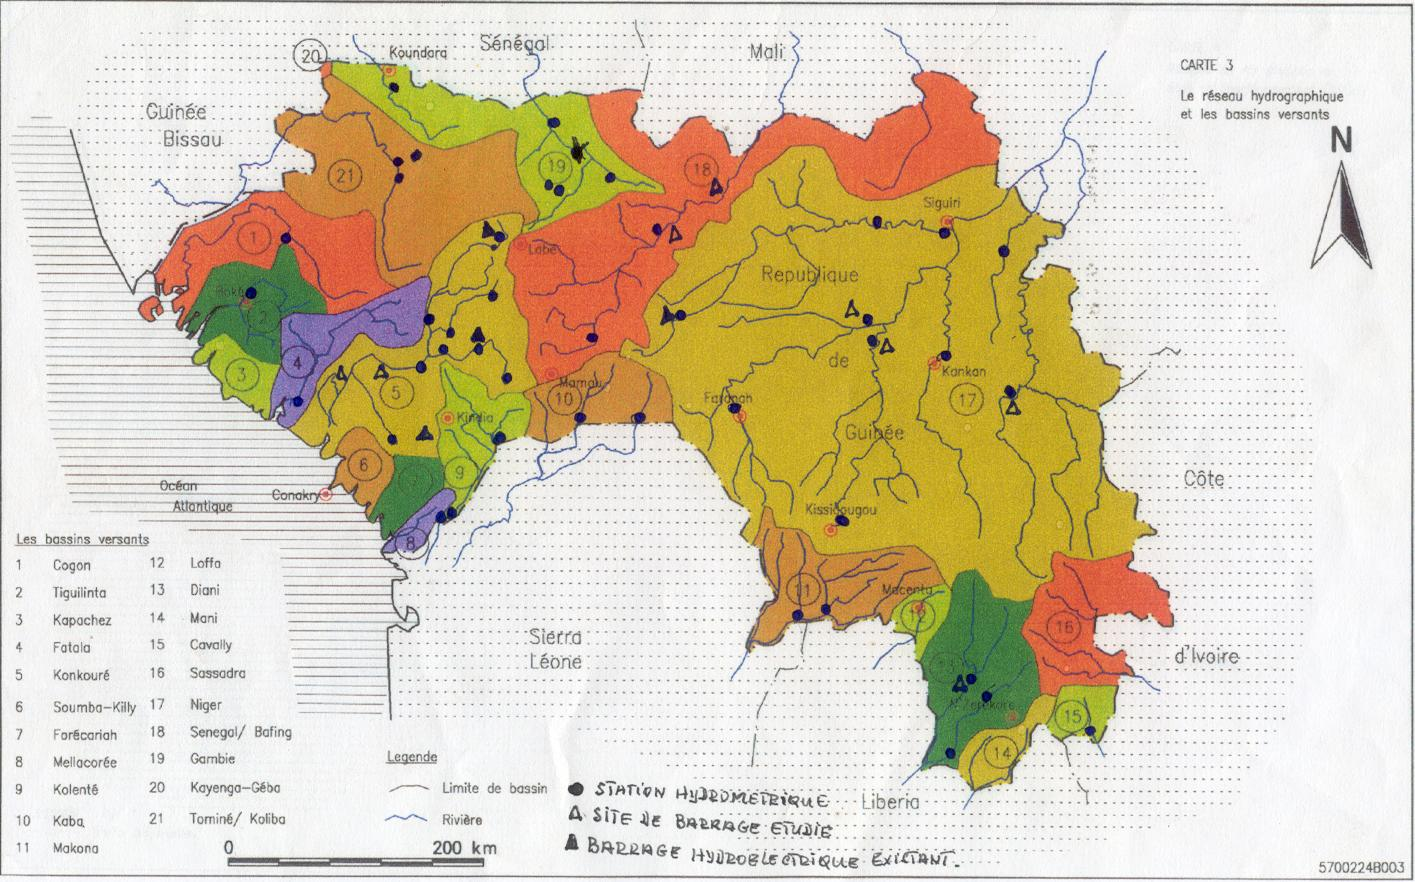 CARTE 3
Le réseau hydrographique
et les bassins versants
N
Sénégal
Mali
Guinée
Bissau
Koundara
20
21
19
18
1
Labé
Siguiri
Republique
de
Guinée
2
3
4
5
Mamou
10
Kindia
Faranah
Kankan
17
6
7
9
8
Conakry
Océan
Atlantique
Kissidougou
11
Macenta
12
13
16
N'Zérékoré
15
14
Côte
d'Ivoire
Sierra
Léone
Liberia
Les bassins versants
1 Cogon
2 Tiguilinta
3 Kapachez
4 Fatala
5 Konkouré
6 Soumba-Killy
7 Forécariah
8 Mellacorée
9 Kolenté
10 Kaba
11 Makona
12 Loffa
13 Diani
14 Mani
15 Cavally
16 Sassadra
17 Niger
18 Senegal/ Bafing
19 Gambie
20 Kayenga-Géba
21 Tominé/ Koliba
Legende
Limite de bassin
Rivière
STATION HYDROMETRIQUE
SITE DE BARRAGE ETUDIE
BARRAGE HYDROELECTRIQUE EXISTANT.
0 200 km
5700224B003